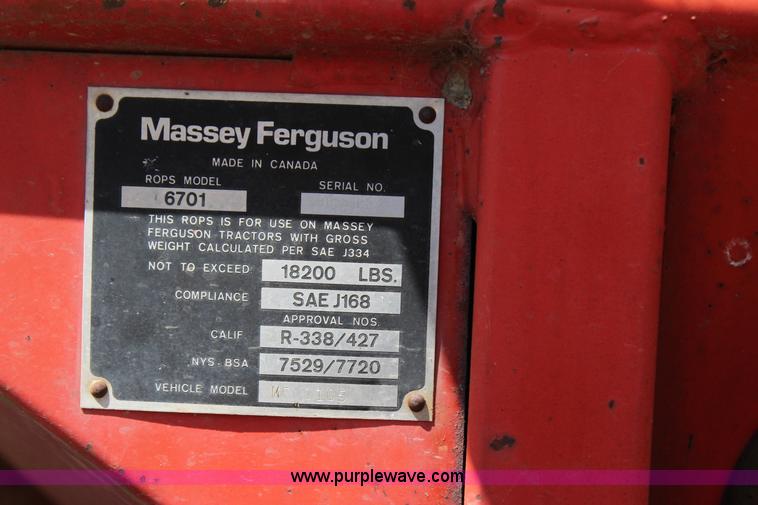 Massey Ferguson
MADE IN CANADA
ROPS MODEL SERIAL NO.
6701
THIS ROPS IS FOR USE ON MASSEY
FERGUSON TRACTORS WITH GROSS
WEIGHT CALCULATED PER SAE J334
NOT TO EXCEED 18200 LBS.
COMPLIANCE SAE J168
APPROVAL NOS.
CALIF R-338/427
NYS-BSA 7529/7720
VEHICLE MODEL
www.purplewave.com